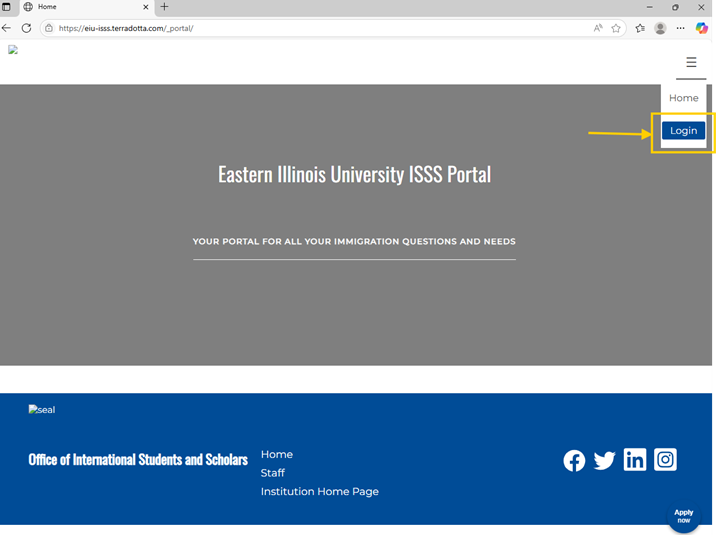 Home
https://eiu-isss.terradotta.com/_portal/
Home
Login
Eastern Illinois University ISSS Portal
YOUR PORTAL FOR ALL YOUR IMMIGRATION QUESTIONS AND NEEDS
seal
Office of International Students and Scholars
Home
Staff
Institution Home Page
Apply
now